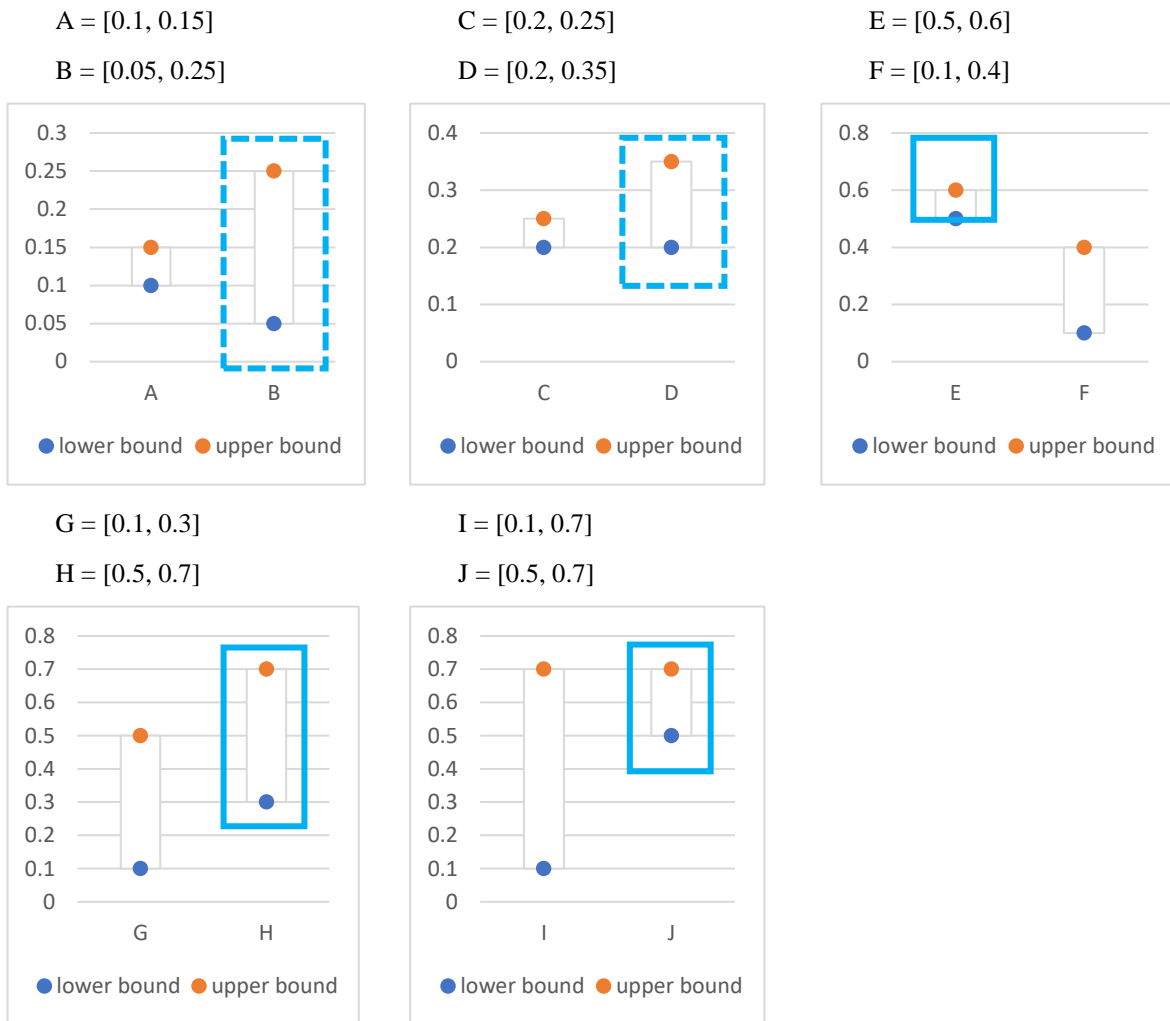 A = [0.1, 0.15]
B = [0.05, 0.25]
C = [0.2, 0.25]
D = [0.2, 0.35]
E = [0.5, 0.6]
F = [0.1, 0.4]
0.3
0.25
0.2
0.15
0.1
0.05
0
A B
lower bound upper bound
0.4
0.3
0.2
0.1
0
C D
lower bound upper bound
0.8
0.6
0.4
0.2
0
E F
lower bound upper bound
G = [0.1, 0.3]
H = [0.5, 0.7]
I = [0.1, 0.7]
J = [0.5, 0.7]
0.8
0.7
0.6
0.5
0.4
0.3
0.2
0.1
0
G H
lower bound upper bound
0.8
0.7
0.6
0.5
0.4
0.3
0.2
0.1
0
I J
lower bound upper bound